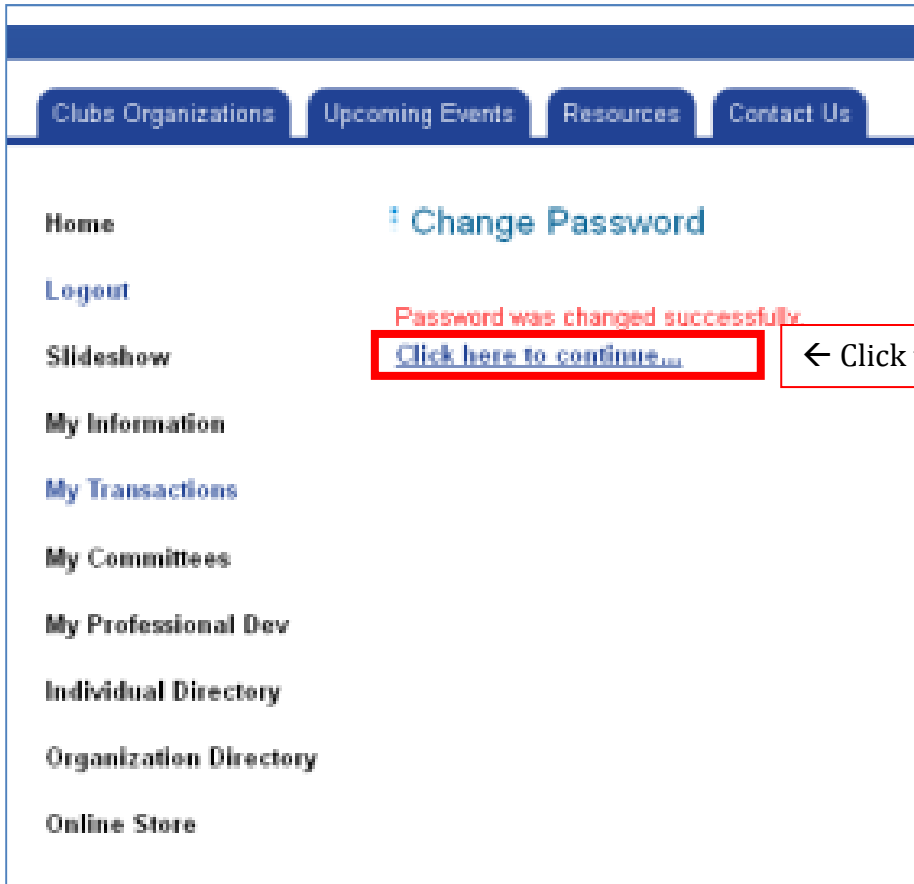 Clubs Organizations Upcoming Events Resources Contact Us
Home
Change Password
Logout
Password was changed successfully.
Slideshow
Click here to continue...
← Click
My Information
My Transactions
My Committees
My Professional Dev
Individual Directory
Organization Directory
Online Store